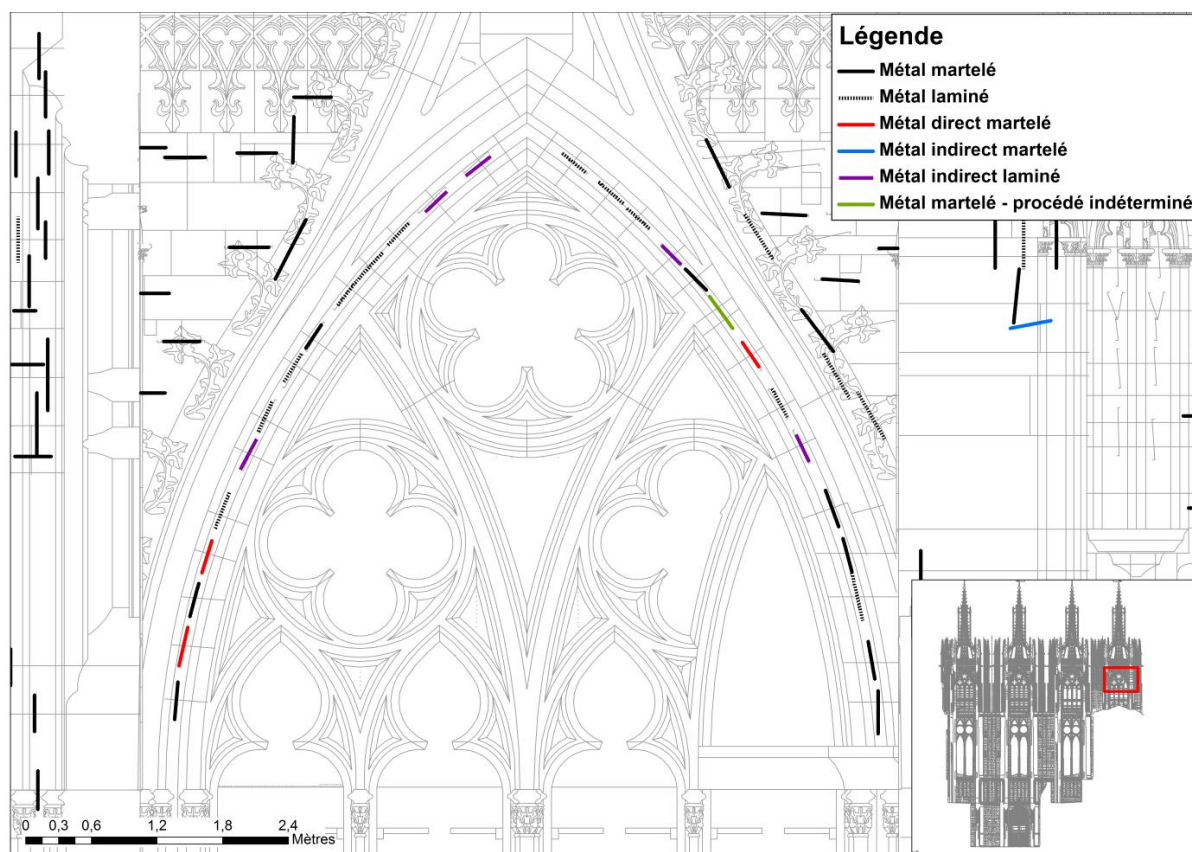 Légende
Métal martelé
Métal laminé
Métal direct martelé
Métal indirect martelé
Métal indirect laminé
Métal martelé - procédé indéterminé
0 0,3 0,6 1,2 1,8 2,4
Mètres